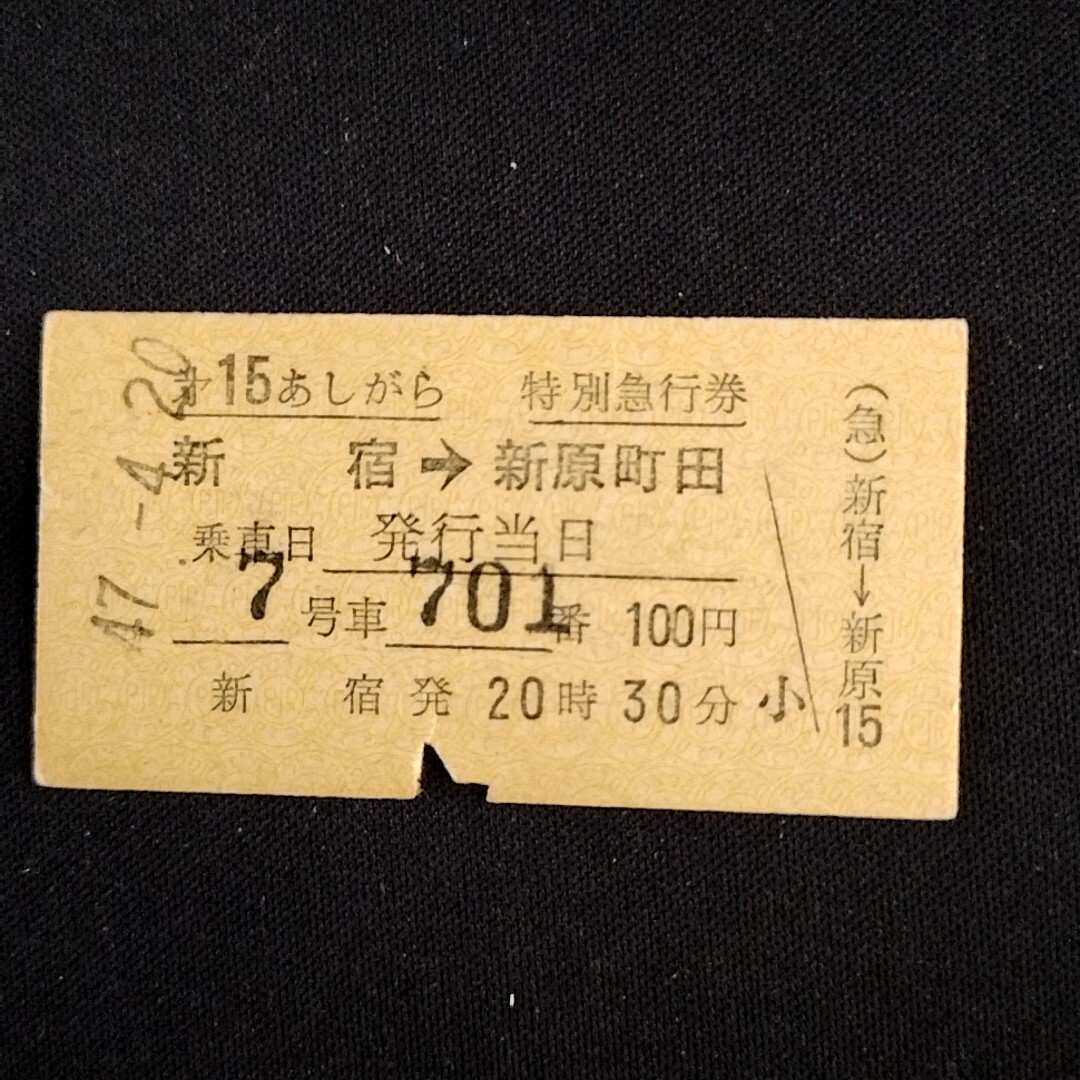 47-4.20
㐧15あしがら 特別急行券
新宿→新原町田
乗車日 発行当日
7号車 701番 100円
新宿発20時30分 小
(急)新宿→新原15